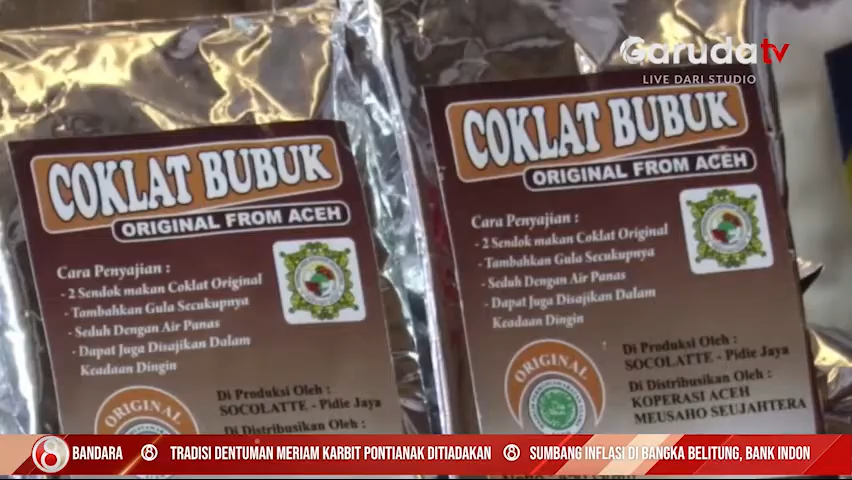 Garudatv
LIVE DARI STUDIO
COKLAT BUBUK
ORIGINAL FROM ACEH
Cara Penyajian :
- 2 Sendok makan Coklat Original
- Tambahkan Gula Secukupnya
- Seduh Dengan Air Panas
- Dapat Juga Disajikan Dalam
Keadaan Dingin
ORIGINAL
Di Produksi Oleh :
SOCOLATTE - Pidie Jaya
Di Distribusikan Oleh :
COKLAT BUBUK
ORIGINAL FROM ACEH
Cara Penyajian :
- 2 Sendok makan Coklat Original
- Tambahkan Gula Secukupnya
- Seduh Dengan Air Panas
- Dapat Juga Disajikan Dalam
Keadaan Dingin
ORIGINAL
Di Produksi Oleh :
SOCOLATTE - Pidie Jaya
Di Distribusikan Oleh :
KOPERASI ACEH
MEUSAHO SEUJAHTERA
8 BANDARA 8 TRADISI DENTUMAN MERIAM KARBIT PONTIANAK DITIADAKAN 8 SUMBANG INFLASI DI BANGKA BELITUNG, BANK INDON